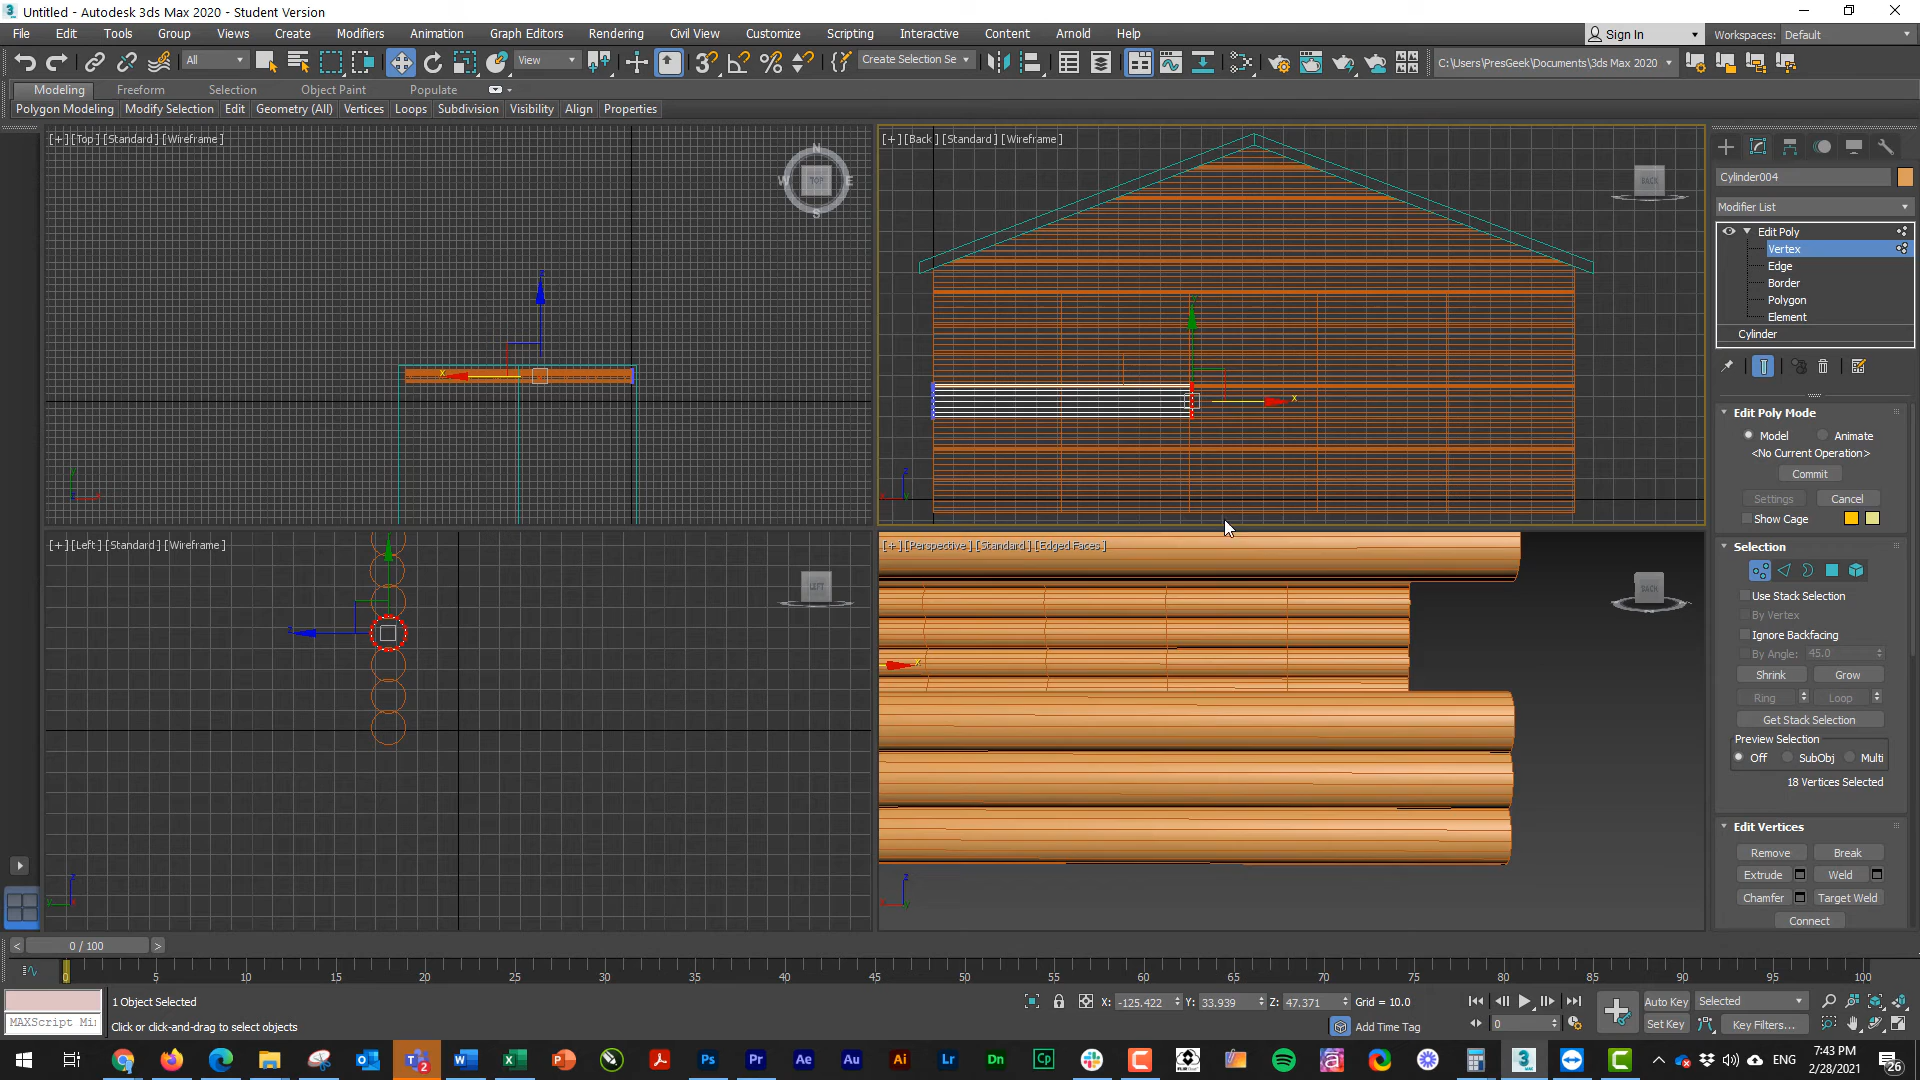 Untitled - Autodesk 3ds Max 2020 - Student Version
File Edit Tools Group Views Create Modifiers Animation Graph Editors Rendering Civil View Customize Scripting Interactive Content Arnold Help
Sign In Workspaces: Default
All View Create Selection Se C:\Users\PresGeek\Documents\3ds Max 2020
Modeling Freeform Selection Object Paint Populate
Polygon Modeling Modify Selection Edit Geometry (All) Vertices Loops Subdivision Visibility Align Properties
[+] [Top] [Standard] [Wireframe]
N
W TOP E
S
[+] [Back] [Standard] [Wireframe]
BACK
Cylinder004
Modifier List
Edit Poly
Vertex
Edge
Border
Polygon
Element
Cylinder
Edit Poly Mode
Model Animate
<No Current Operation>
Commit
Settings Cancel
Show Cage
Selection
Use Stack Selection
By Vertex
Ignore Backfacing
By Angle: 45.0
Shrink Grow
Ring Loop
Get Stack Selection
Preview Selection
Off SubObj Multi
18 Vertices Selected
Edit Vertices
Remove Break
Extrude Weld
Chamfer Target Weld
Connect
[+] [Left] [Standard] [Wireframe]
LEFT
[+] [Perspective] [Standard] [Edged Faces]
BACK
0 / 100
0 5 10 15 20 25 30 35 40 45 50 55 60 65 70 75 80 85 90 95 100
1 Object Selected
MAXScript Mi
Click or click-and-drag to select objects
X: -125.422 Y: 33.939 Z: 47.371 Grid = 10.0
Add Time Tag
0
Auto Key Selected
Set Key Key Filters...
ENG
7:43 PM
2/28/2021
26